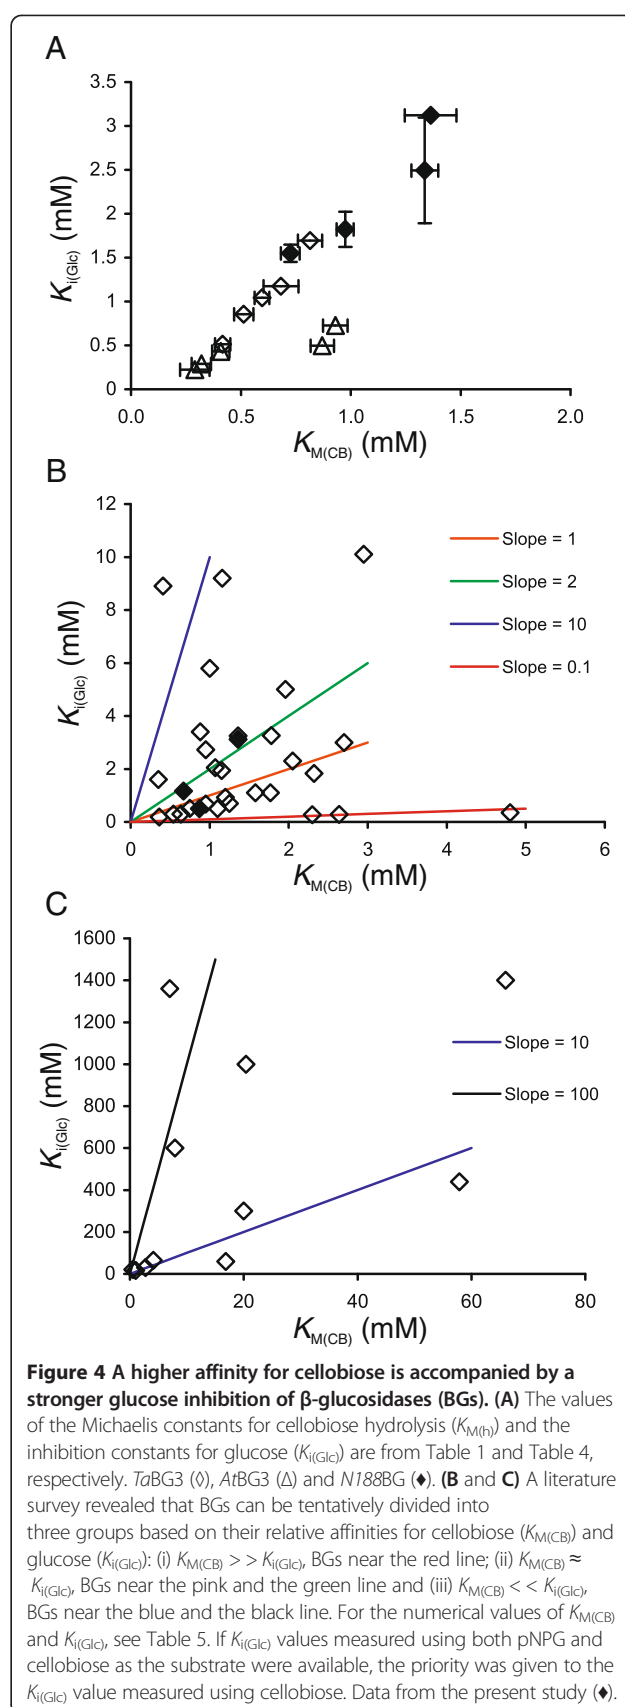 A
3.5
3
2.5
2
1.5
1
0.5
0
Ki(Glc) (mM)
0.0 0.5 1.0 1.5 2.0
KM(CB) (mM)
B
12
10
8
6
4
2
0
Ki(Glc) (mM)
Slope = 1
Slope = 2
Slope = 10
Slope = 0.1
0 1 2 3 4 5 6
KM(CB) (mM)
C
1600
1400
1200
1000
800
600
400
200
0
Ki(Glc) (mM)
Slope = 10
Slope = 100
0 20 40 60 80
KM(CB) (mM)
Figure 4 A higher affinity for cellobiose is accompanied by a
stronger glucose inhibition of β-glucosidases (BGs). (A) The values
of the Michaelis constants for cellobiose hydrolysis (KM(h)) and the
inhibition constants for glucose (Ki(Glc)) are from Table 1 and Table 4,
respectively. TaBG3 (◊), AtBG3 (Δ) and N188BG (♦). (B and C) A literature
survey revealed that BGs can be tentatively divided into
three groups based on their relative affinities for cellobiose (KM(CB)) and
glucose (Ki(Glc)): (i) KM(CB) > > Ki(Glc), BGs near the red line; (ii) KM(CB) ≈
Ki(Glc), BGs near the pink and the green line and (iii) KM(CB) < < Ki(Glc),
BGs near the blue and the black line. For the numerical values of KM(CB)
and Ki(Glc), see Table 5. If Ki(Glc) values measured using both pNPG and
cellobiose as the substrate were available, the priority was given to the
Ki(Glc) value measured using cellobiose. Data from the present study (♦).